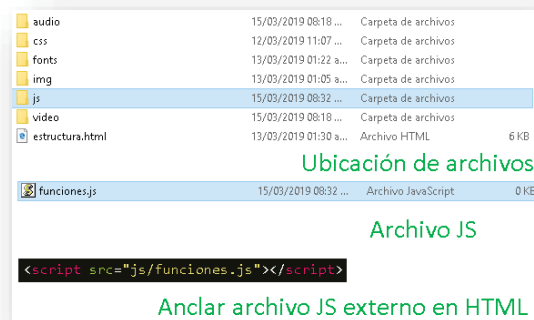 audio 15/03/2019 08:18 ... Carpeta de archivos
css 12/03/2019 11:07 ... Carpeta de archivos
fonts 13/03/2019 01:22 a... Carpeta de archivos
img 13/03/2019 01:05 a... Carpeta de archivos
js 15/03/2019 08:32 ... Carpeta de archivos
video 15/03/2019 08:18 ... Carpeta de archivos
estructura.html 13/03/2019 01:30 a... Archivo HTML 6 KB
Ubicación de archivos
funciones.js 15/03/2019 08:32 ... Archivo JavaScript 0 K
Archivo JS
<script src="js/funciones.js"></script>
Anclar archivo JS externo en HTML